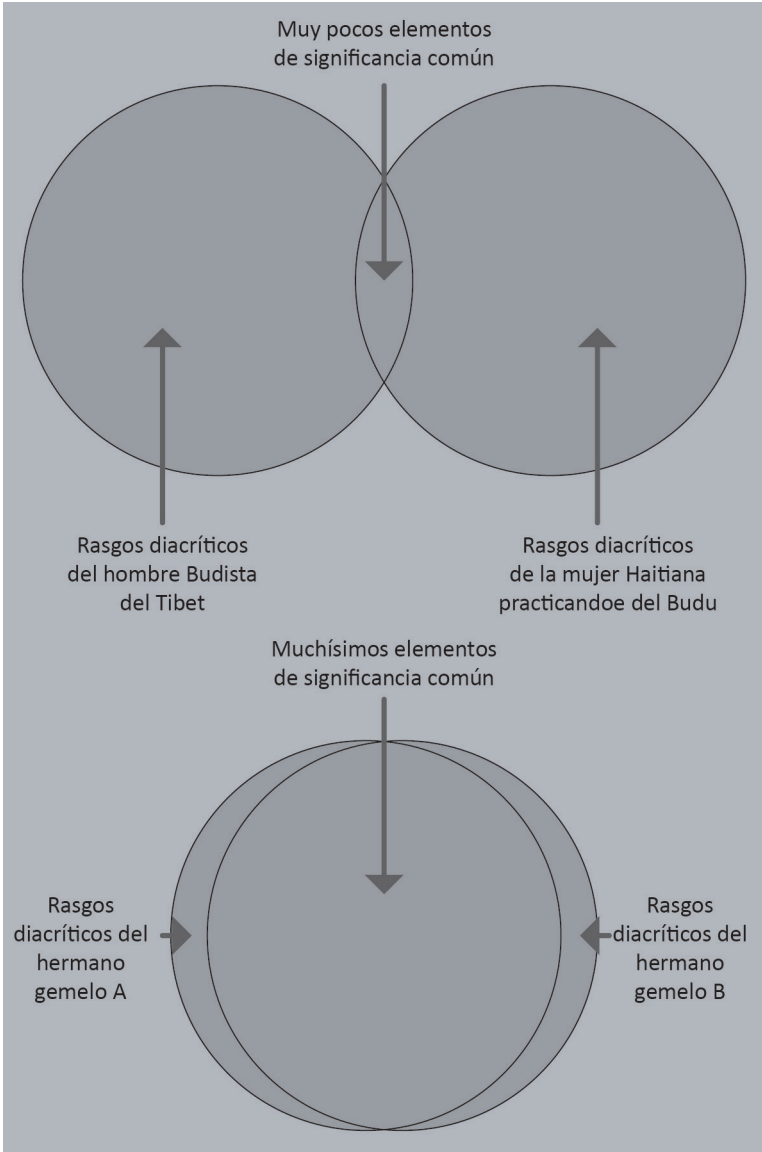 Muy pocos elementos
de significancia común
Rasgos diacríticos
del hombre Budista
del Tibet
Rasgos diacríticos
de la mujer Haitiana
practicandoe del Budu
Muchísimos elementos
de significancia común
Rasgos
diacríticos del
hermano
gemelo A
Rasgos
diacríticos del
hermano
gemelo B